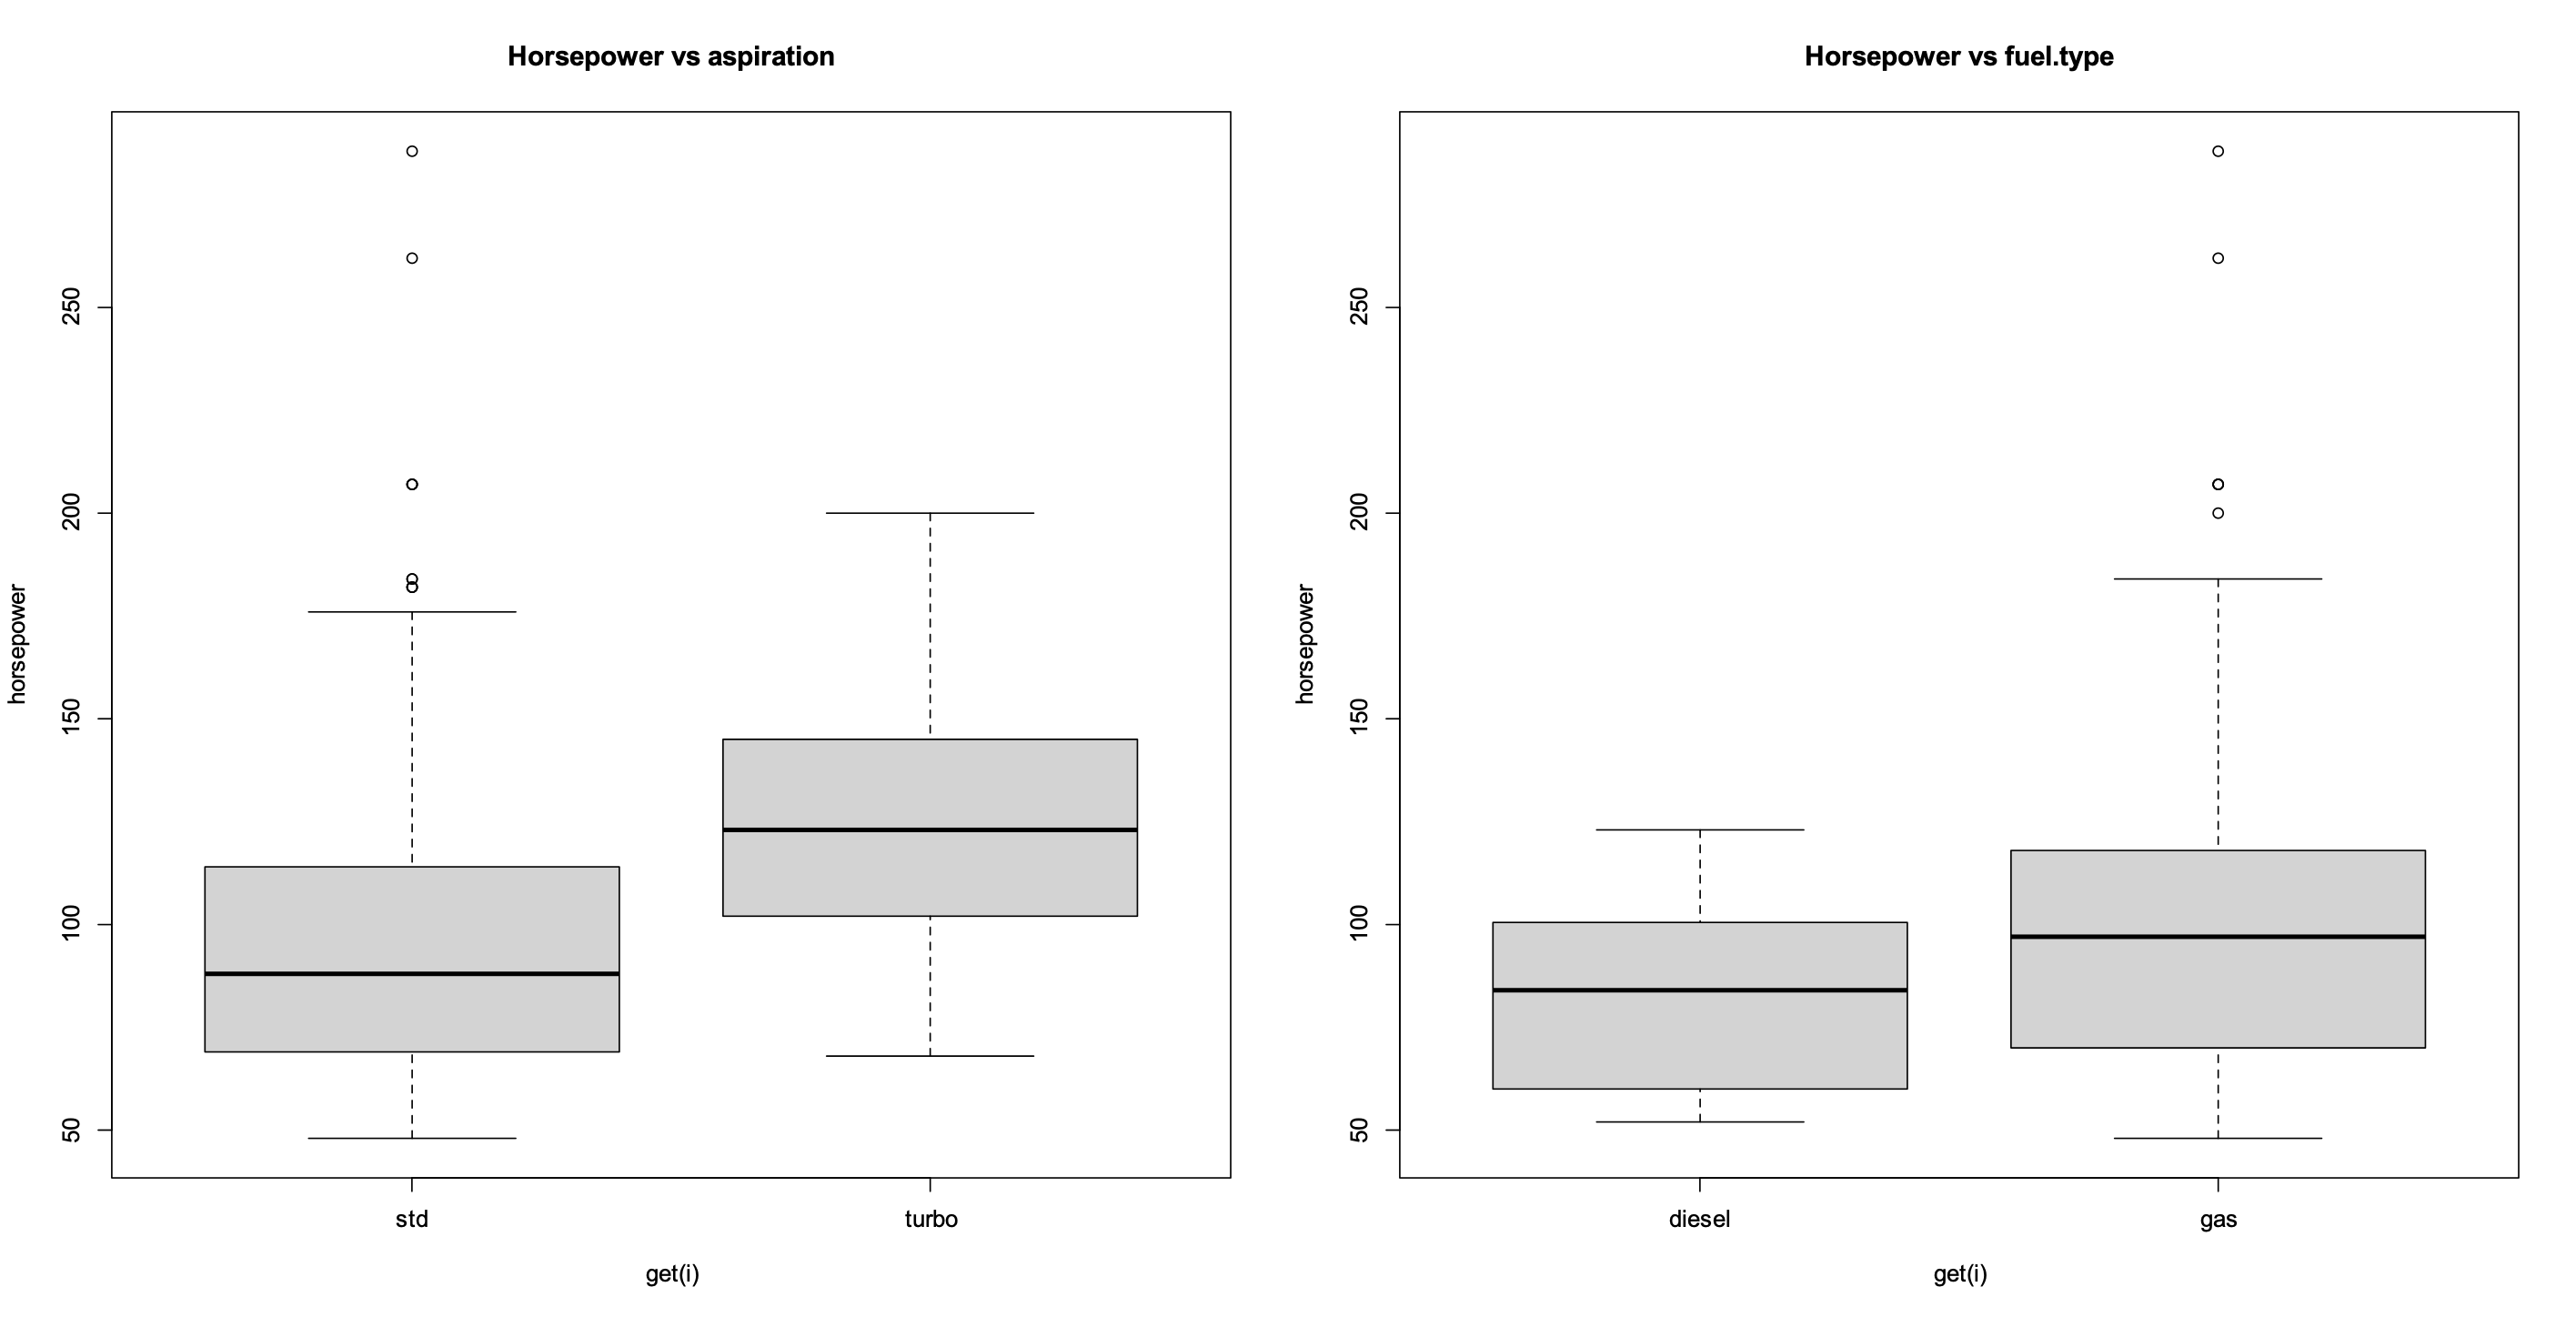 Horsepower vs aspiration
horsepower
250
200
150
100
50
std turbo
get(i)
Horsepower vs fuel.type
horsepower
250
200
150
100
50
diesel gas
get(i)